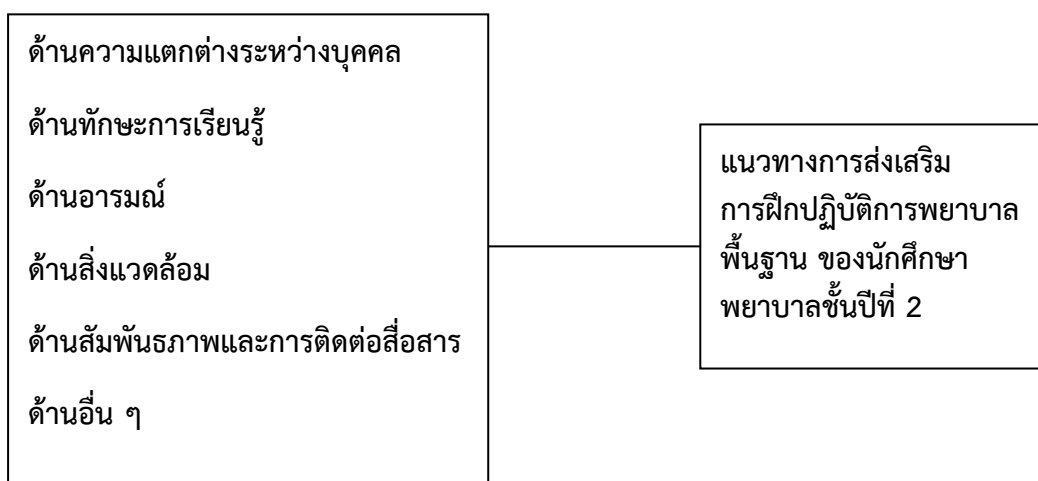 ด้านความแตกต่างระหว่างบุคคล
ด้านทักษะการเรียนรู้
ด้านอารมณ์
ด้านสิ่งแวดล้อม
ด้านสัมพันธภาพและการติดต่อสื่อสาร
ด้านอื่น ๆ
แนวทางการส่งเสริม
การฝึกปฏิบัติการพยาบาล
พื้นฐาน ของนักศึกษา
พยาบาลชั้นปีที่ 2